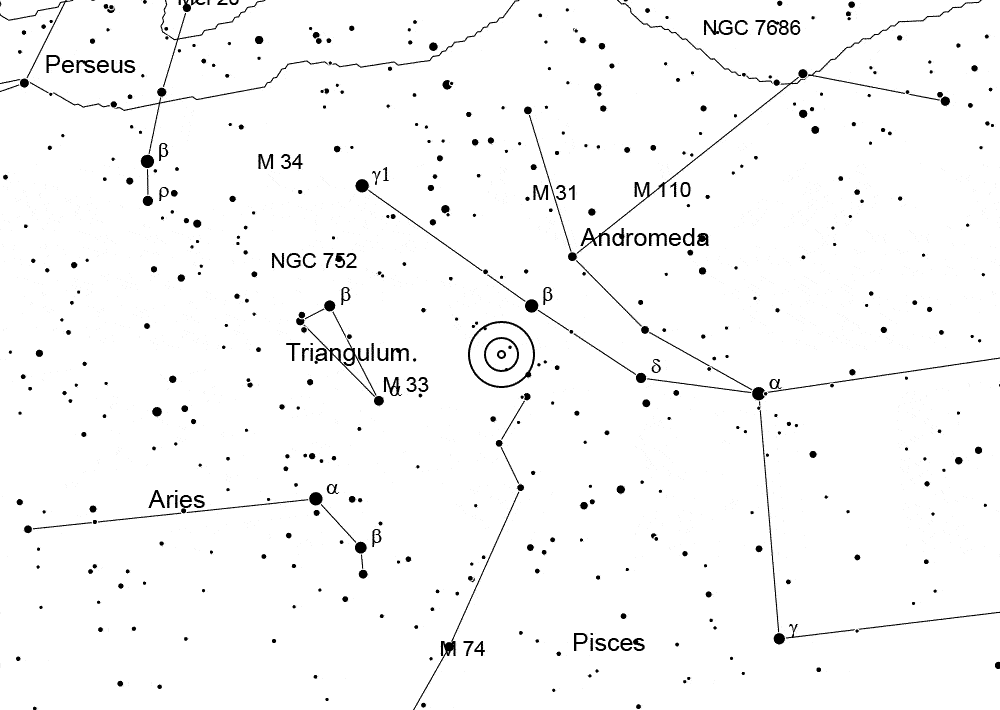 Mel 20
NGC 7686
Perseus
β
M 34
γ1
ρ
M 31
M 110
Andromeda
NGC 752
β
β
Triangulum
δ
M 33
α
α
α
Aries
β
γ
M 74
Pisces